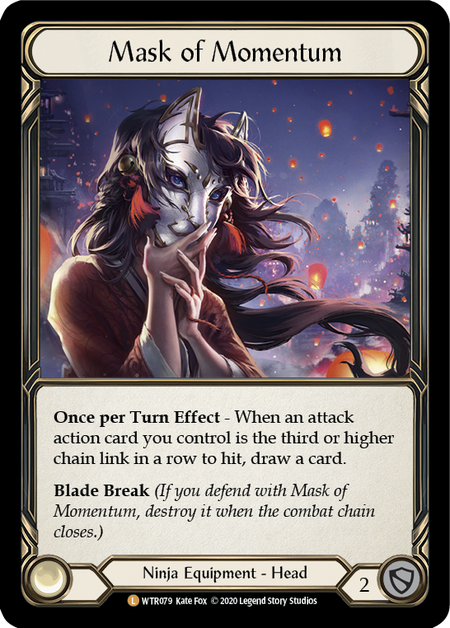 Mask of Momentum
Once per Turn Effect - When an attack
action card you control is the third or higher
chain link in a row to hit, draw a card.
Blade Break (If you defend with Mask of
Momentum, destroy it when the combat chain
closes.)
Ninja Equipment - Head
2
L WTR079 Kate Fox © 2020 Legend Story Studios